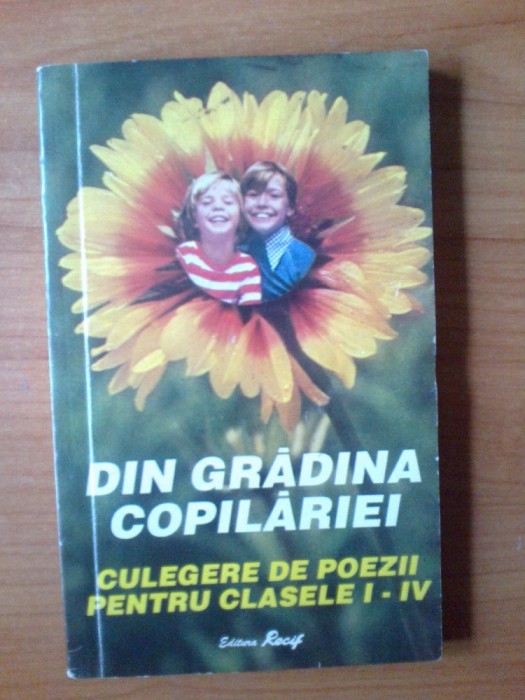 DIN GRĂDINA
COPILĂRIEI
CULEGERE DE POEZII
PENTRU CLASELE I - IV
Editura Recif